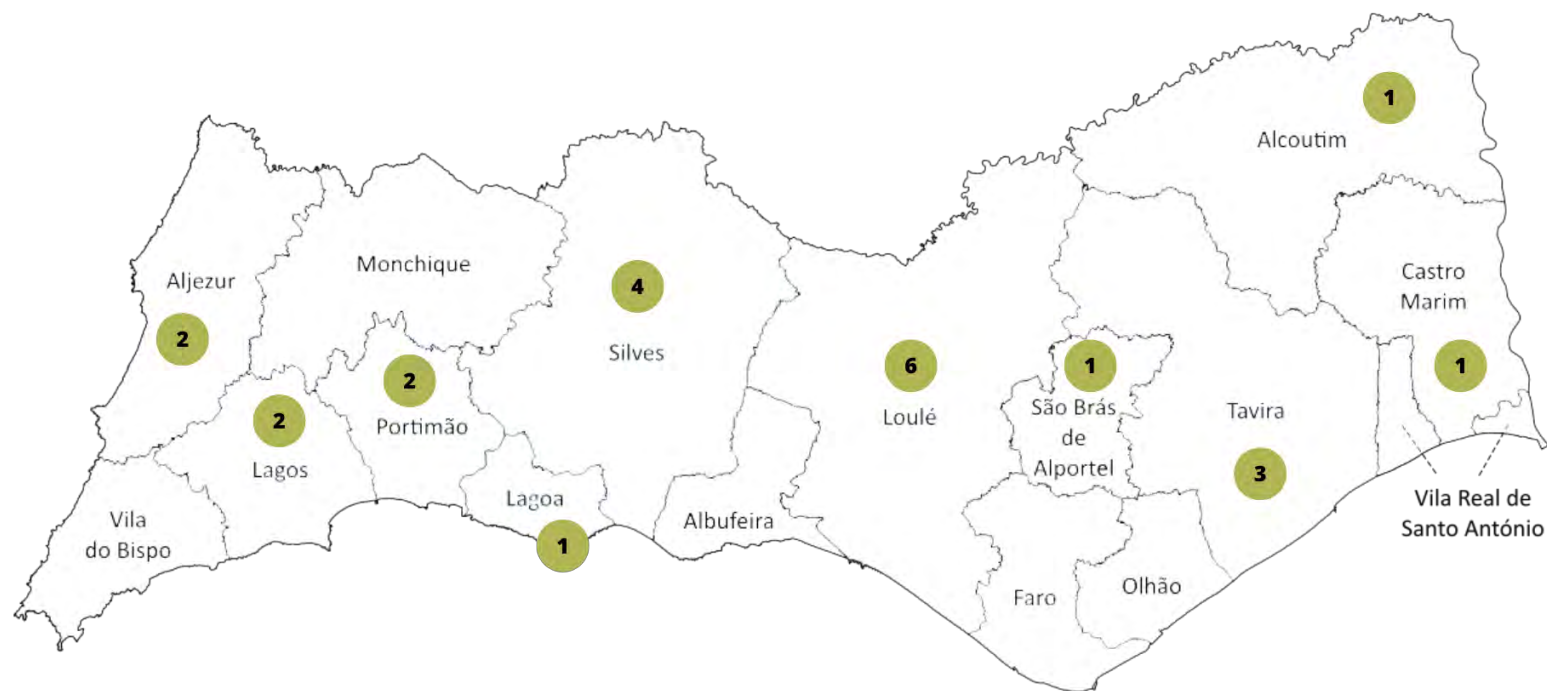 1
Alcoutim
Monchique
Aljezur
Castro
Marim
4
2
Silves
6
1
1
2
Loulé
São Brás
de
Alportel
Tavira
Portimão
2
Lagos
3
Lagoa
Vila
do Bispo
Albufeira
1
Vila Real de
Santo António
Faro
Olhão